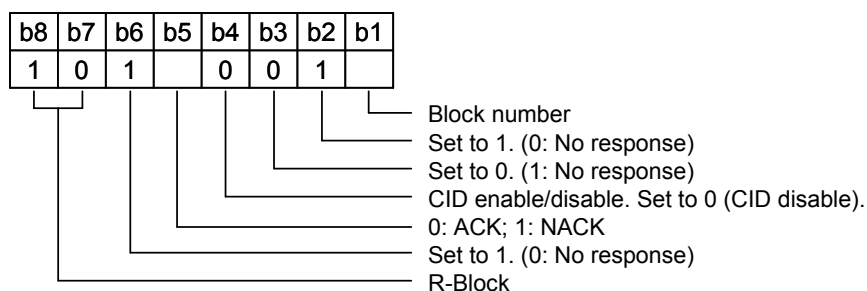 b8 b7 b6 b5 b4 b3 b2 b1
1 0 1 0 0 1
Block number
Set to 1. (0: No response)
Set to 0. (1: No response)
CID enable/disable. Set to 0 (CID disable).
0: ACK; 1: NACK
Set to 1. (0: No response)
R-Block